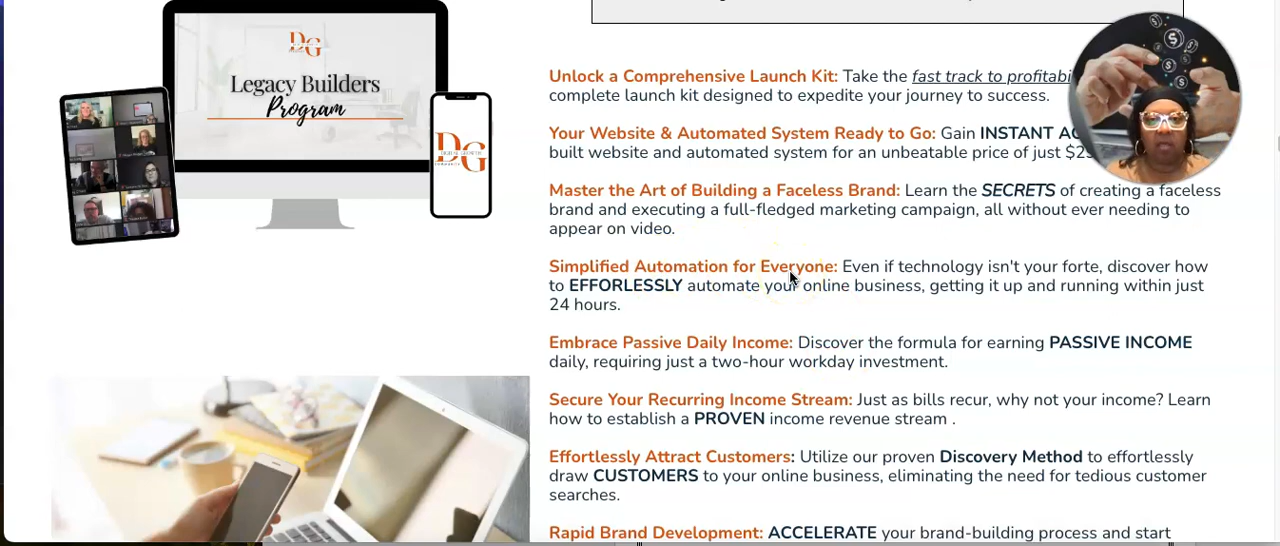 DG
Legacy Builders
Program
DG
Unlock a Comprehensive Launch Kit: Take the fast track to
complete launch kit designed to expedite your journey to success.
Your Website & Automated System Ready to Go: Gain INSTANT
built website and automated system for an unbeatable price of just
Master the Art of Building a Faceless Brand: Learn the SECRETS of creating a faceless
brand and executing a full-fledged marketing campaign, all without ever needing to
appear on video.
Simplified Automation for Everyone: Even if technology isn't your forte, discover how
to EFFORLESSLY automate your online business, getting it up and running within just
24 hours.
Embrace Passive Daily Income: Discover the formula for earning PASSIVE INCOME
daily, requiring just a two-hour workday investment.
Secure Your Recurring Income Stream: Just as bills recur, why not your income? Learn
how to establish a PROVEN income revenue stream .
Effortlessly Attract Customers: Utilize our proven Discovery Method to effortlessly
draw CUSTOMERS to your online business, eliminating the need for tedious customer
searches.
Rapid Brand Development: ACCELERATE your brand-building process and start